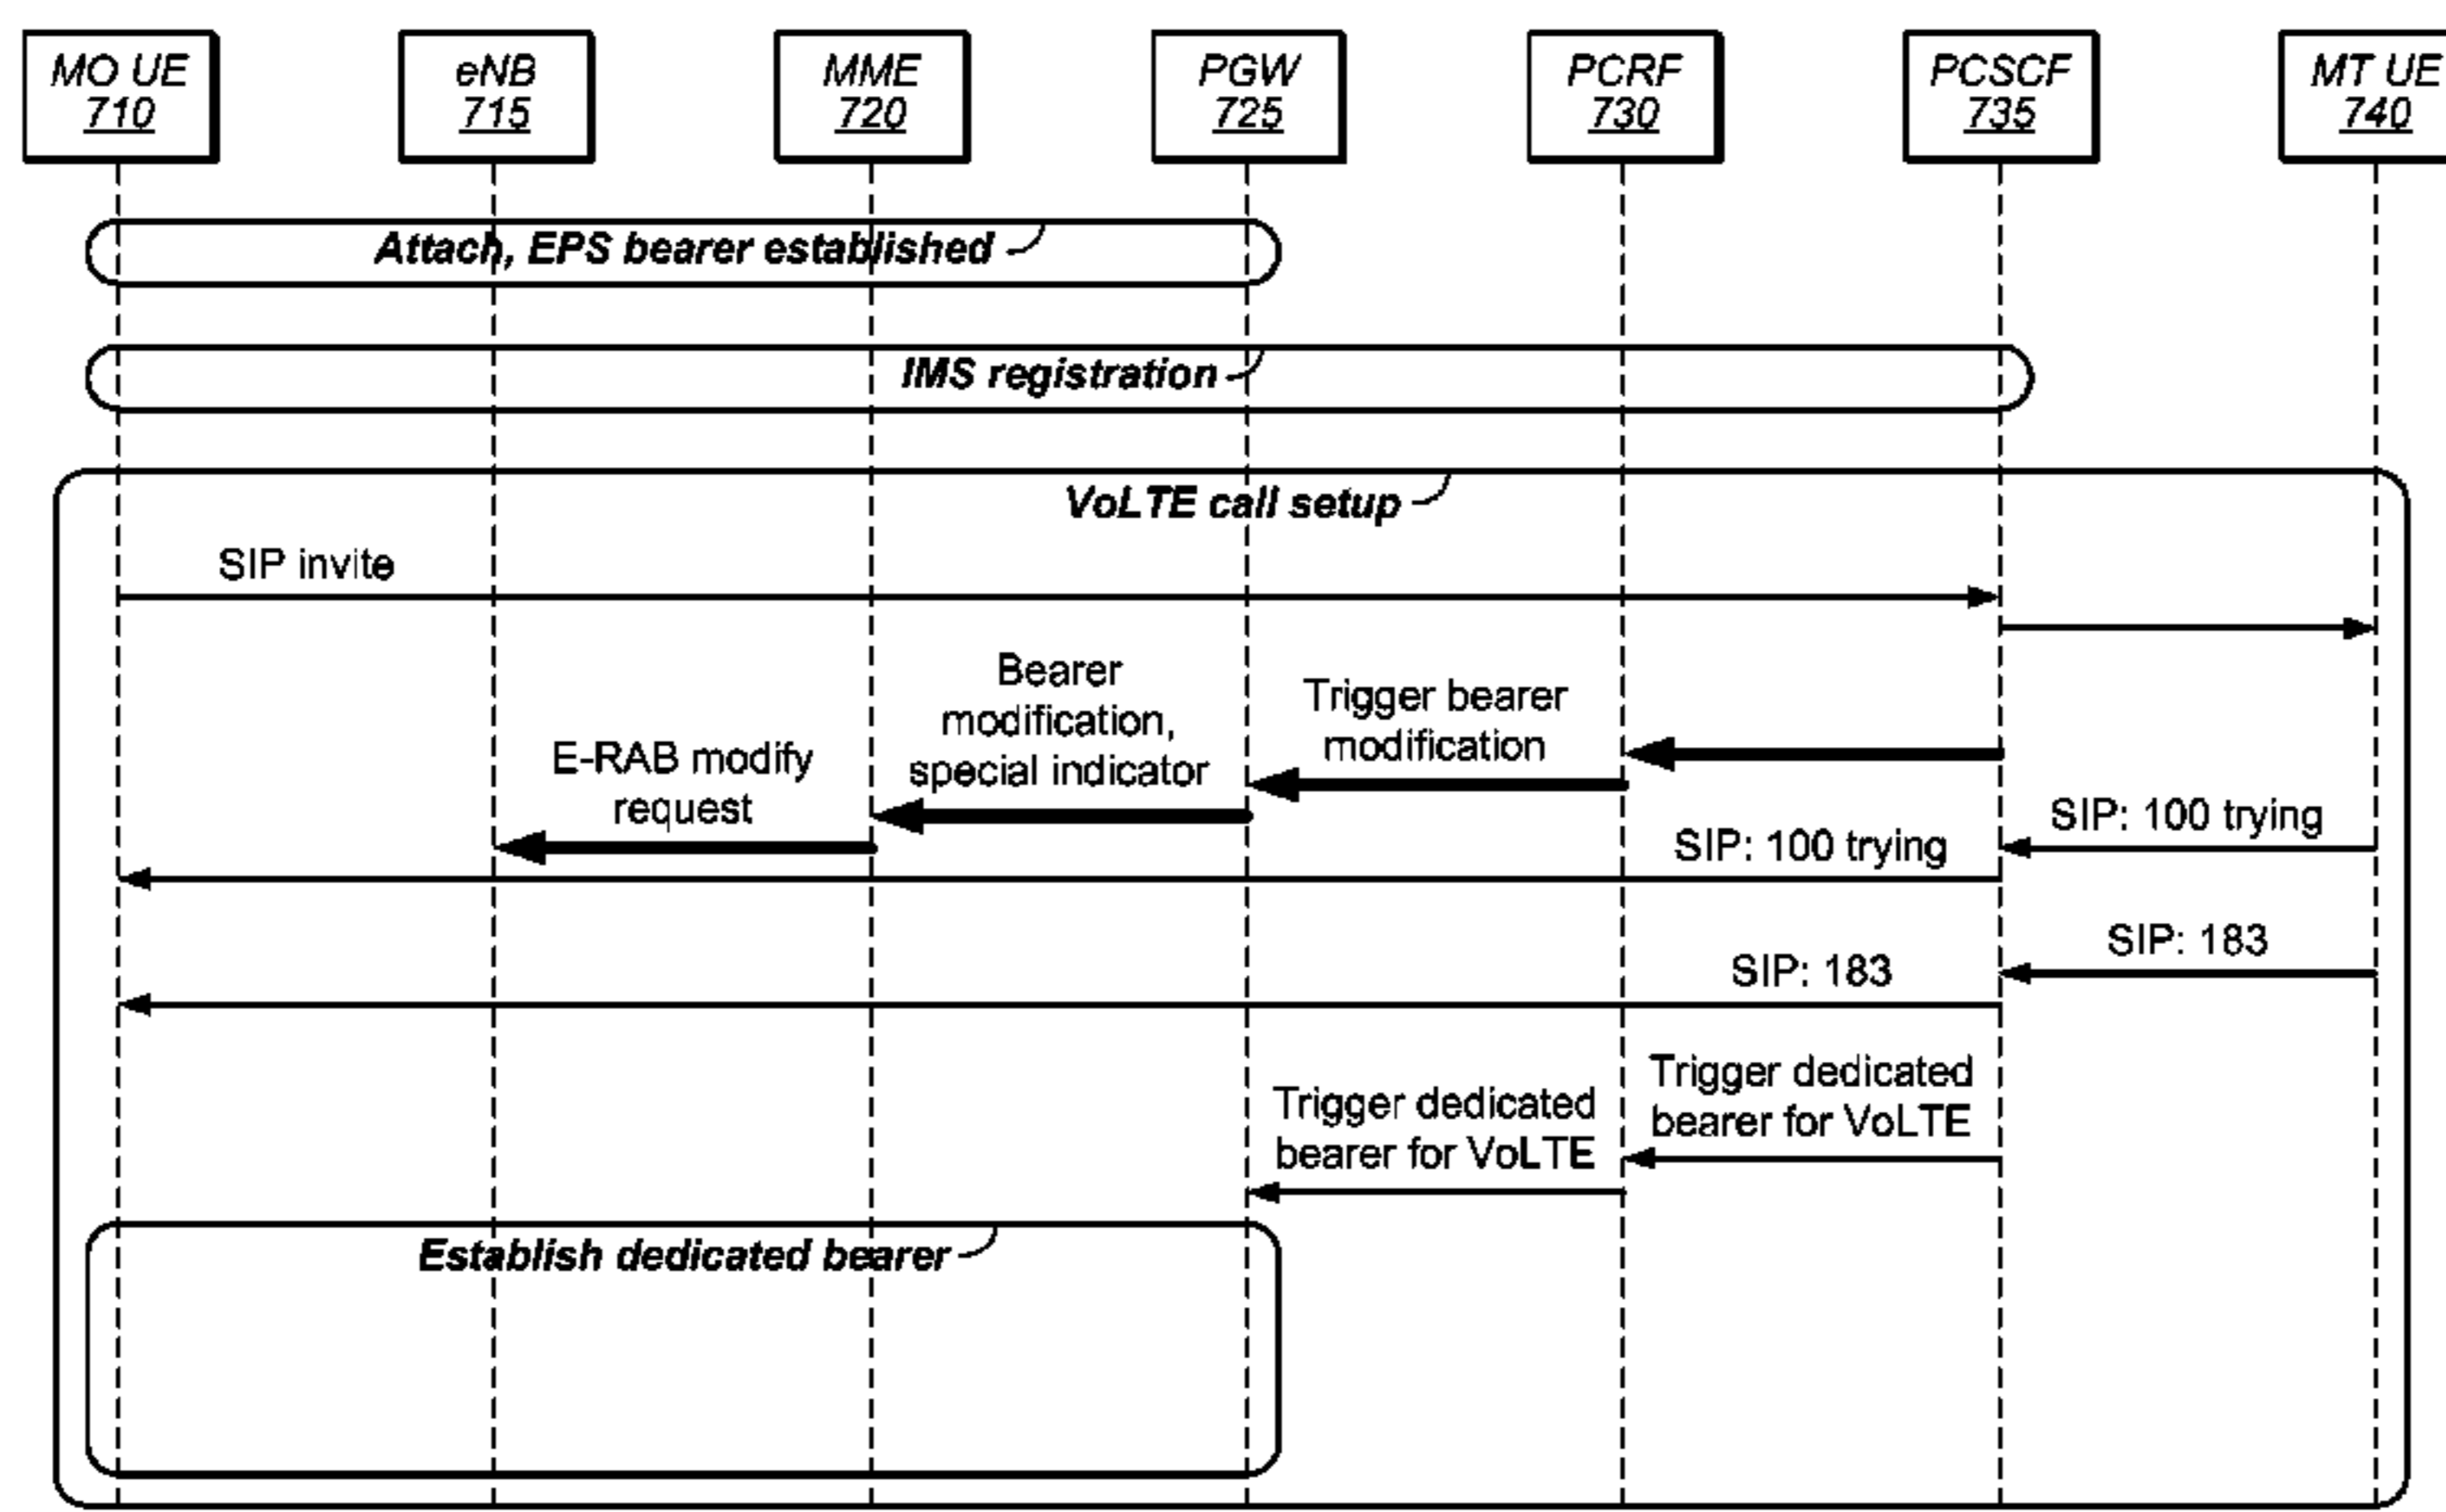 MO UE
710
eNB
715
MME
720
PGW
725
PCRF
730
PCSCF
735
MT UE
740
Attach, EPS bearer established
IMS registration
VoLTE call setup
SIP invite
Bearer
modification,
special indicator
Trigger bearer
modification
E-RAB modify
request
SIP: 100 trying
SIP: 100 trying
SIP: 183
SIP: 183
Trigger dedicated
bearer for VoLTE
Trigger dedicated
bearer for VoLTE
Establish dedicated bearer